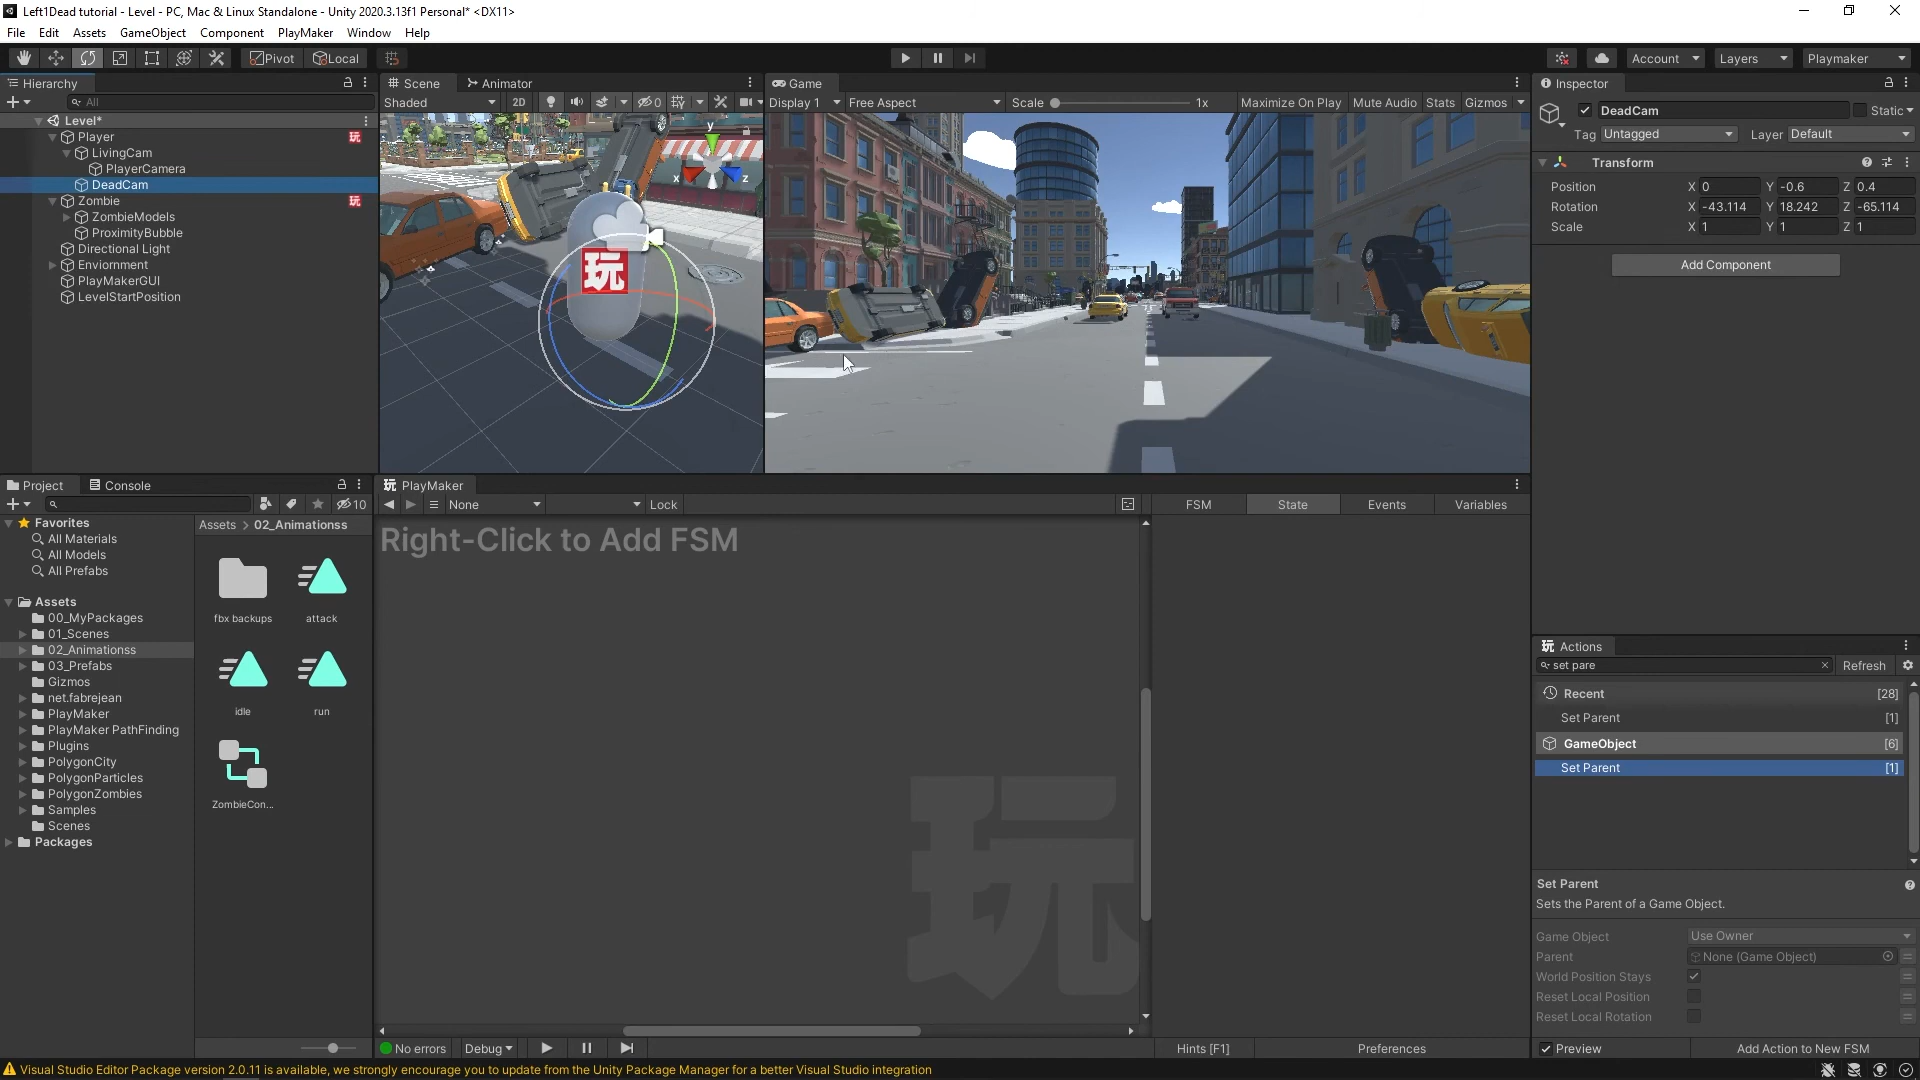 Left1Dead tutorial - Level - PC, Mac & Linux Standalone - Unity 2020.3.13f1 Personal* <DX11>
File Edit Assets GameObject Component PlayMaker Window Help
Pivot Local Account Layers Playmaker
Hierarchy
All
Level*
Player 玩
LivingCam
PlayerCamera
DeadCam
Zombie 玩
ZombieModels
ProximityBubble
Directional Light
Enviornment
PlayMakerGUI
LevelStartPosition
Scene Animator
Shaded 2D 0
y
x z
玩
Game
Display 1 Free Aspect Scale 1x Maximize On Play Mute Audio Stats Gizmos
Inspector
DeadCam Static
Tag Untagged Layer Default
Transform
Position X 0 Y -0.6 Z 0.4
Rotation X -43.114 Y 18.242 Z -65.114
Scale X 1 Y 1 Z 1
Add Component
Project Console
10
Favorites
All Materials
All Models
All Prefabs
Assets
00_MyPackages
01_Scenes
02_Animationss
03_Prefabs
Gizmos
net.fabrejean
PlayMaker
PlayMaker PathFinding
Plugins
PolygonCity
PolygonParticles
PolygonZombies
Samples
Scenes
Packages
Assets > 02_Animationss
fbx backups
attack
idle
run
ZombieCon...
玩 PlayMaker
None Lock
Right-Click to Add FSM
玩
No errors Debug
FSM State Events Variables
Hints [F1] Preferences
玩 Actions
set pare Refresh
Recent [28]
Set Parent [1]
GameObject [6]
Set Parent [1]
Set Parent
Sets the Parent of a Game Object.
Game Object Use Owner
Parent None (Game Object)
World Position Stays
Reset Local Position
Reset Local Rotation
Preview Add Action to New FSM
Visual Studio Editor Package version 2.0.11 is available, we strongly encourage you to update from the Unity Package Manager for a better Visual Studio integration